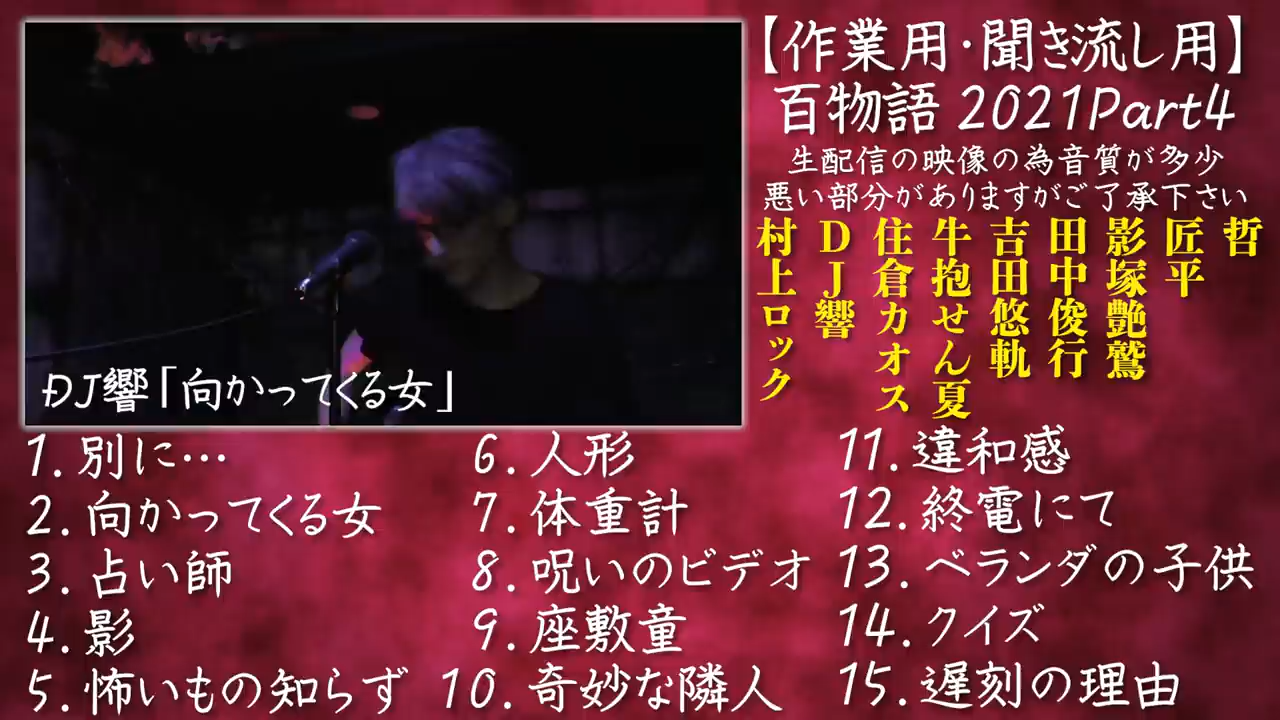 【作業用・聞き流し用】
百物語 2021Part4
生配信の映像の為音質が多少
悪い部分がありますがご了承下さい
哲
匠平
影塚艶鷲
田中俊行
吉田悠軌
牛抱せん夏
住倉カオス
DJ響
村上ロック
DJ響「向かってくる女」
1.別に…
2.向かってくる女
3.占い師
4.影
5.怖いもの知らず
6.人形
7.体重計
8.呪いのビデオ
9.座敷童
10.奇妙な隣人
11.違和感
12.終電にて
13.ベランダの子供
14.クイズ
15.遅刻の理由